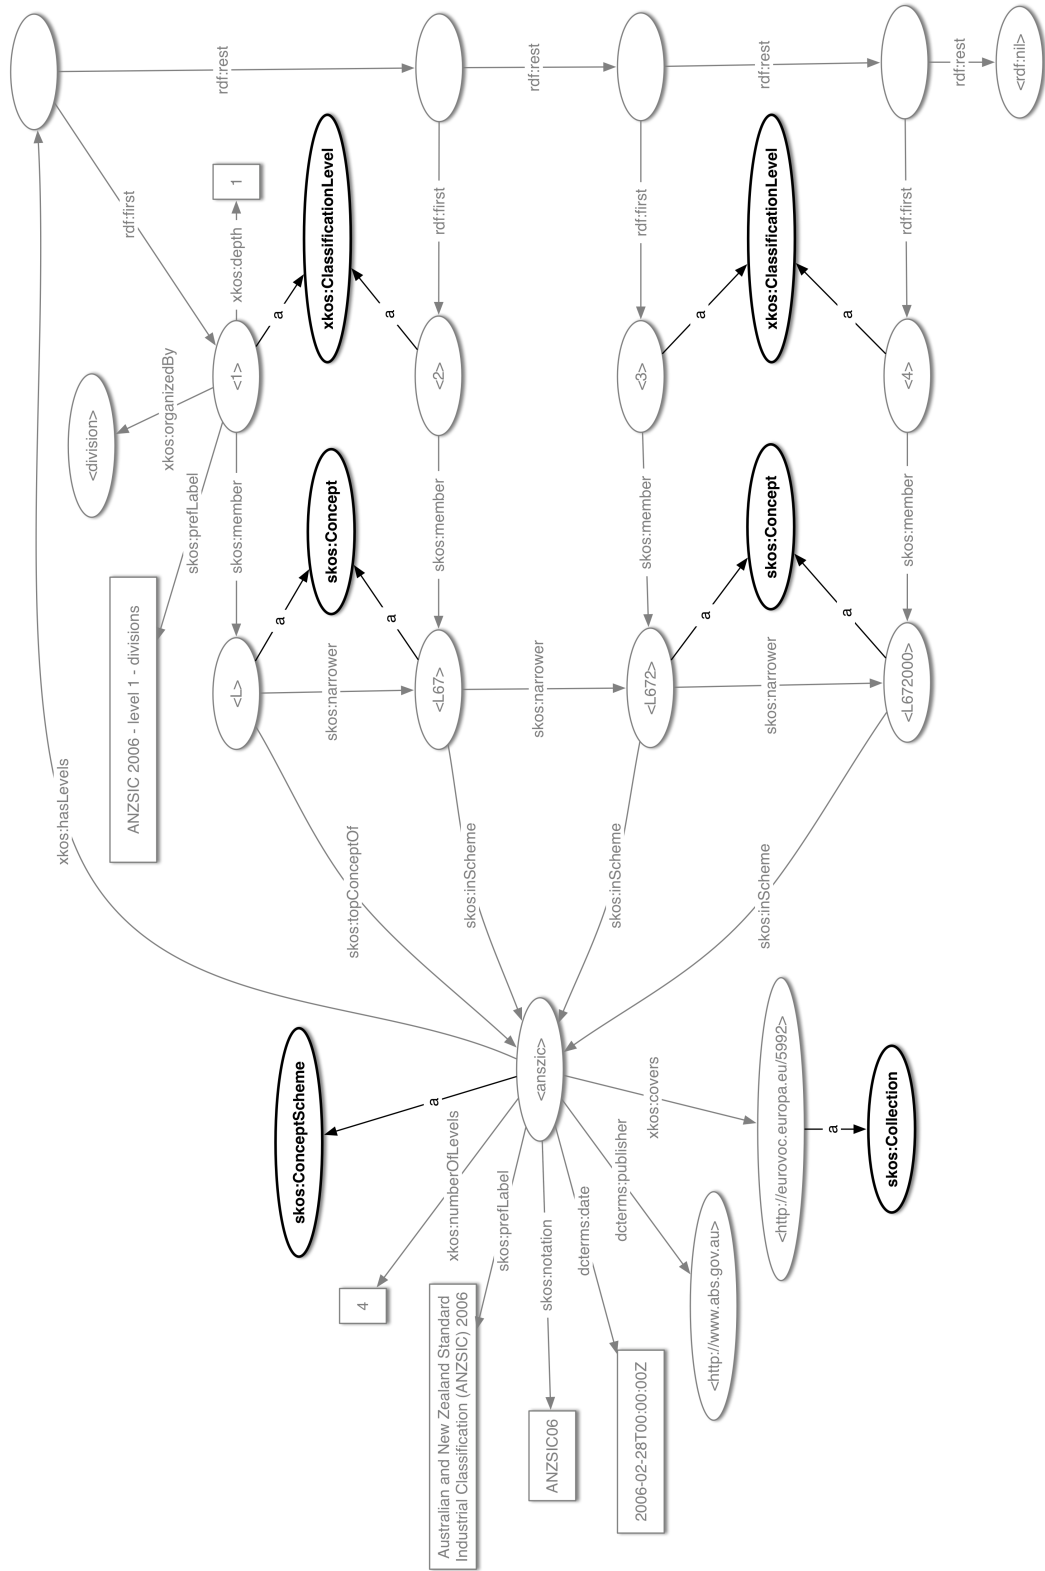 rdf:rest
rdf:rest
rdf:rest
rdf:rest
<rdf:nil>
rdf:first
rdf:first
rdf:first
rdf:first
1
xkos:depth
xkos:ClassificationLevel
xkos:ClassificationLevel
a
a
a
a
<1>
<2>
<3>
<4>
xkos:organizedBy
<division>
skos:prefLabel
skos:member
skos:member
skos:member
skos:member
skos:Concept
skos:Concept
ANZSIC 2006 - level 1 - divisions
a
a
a
a
<L>
<L67>
<L672>
<L672000>
skos:narrower
skos:narrower
skos:narrower
xkos:hasLevels
skos:topConceptOf
skos:inScheme
skos:inScheme
skos:inScheme
<anszic>
skos:ConceptScheme
a
xkos:numberOfLevels
4
skos:prefLabel
Australian and New Zealand Standard
Industrial Classification (ANZSIC) 2006
skos:notation
ANZSIC06
dcterms:date
2006-02-28T00:00:00Z
dcterms:publisher
<http://www.abs.gov.au>
xkos:covers
<http://eurovoc.europa.eu/5992>
a
skos:Collection